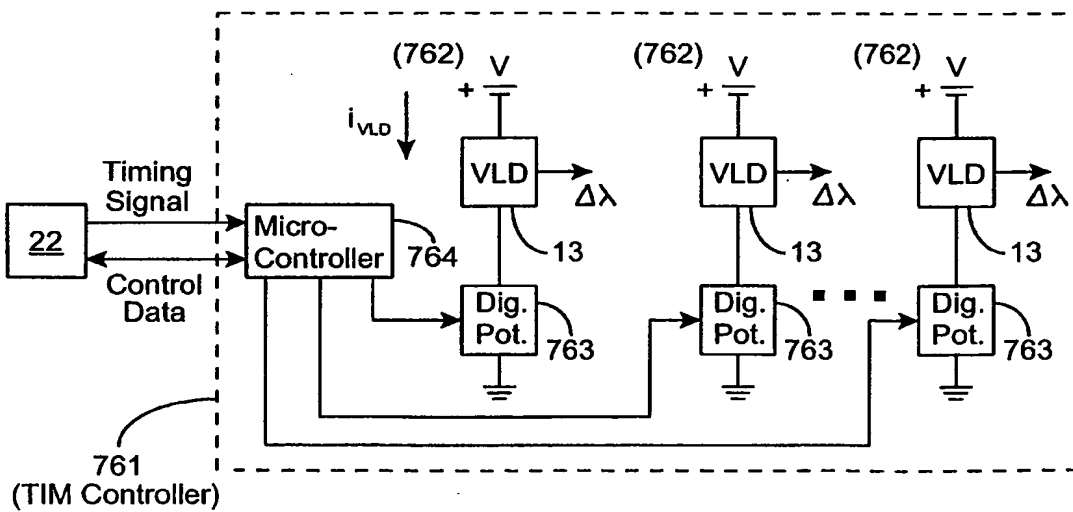 (762) V
+
(762) V
+
(762) V
+
iVLD
VLD
Δλ
VLD
Δλ
VLD
Δλ
13
13
13
Timing
Signal
22
Control
Data
Micro-
Controller
764
Dig.
Pot.
763
Dig.
Pot.
763
Dig.
Pot.
763
761
(TIM Controller)